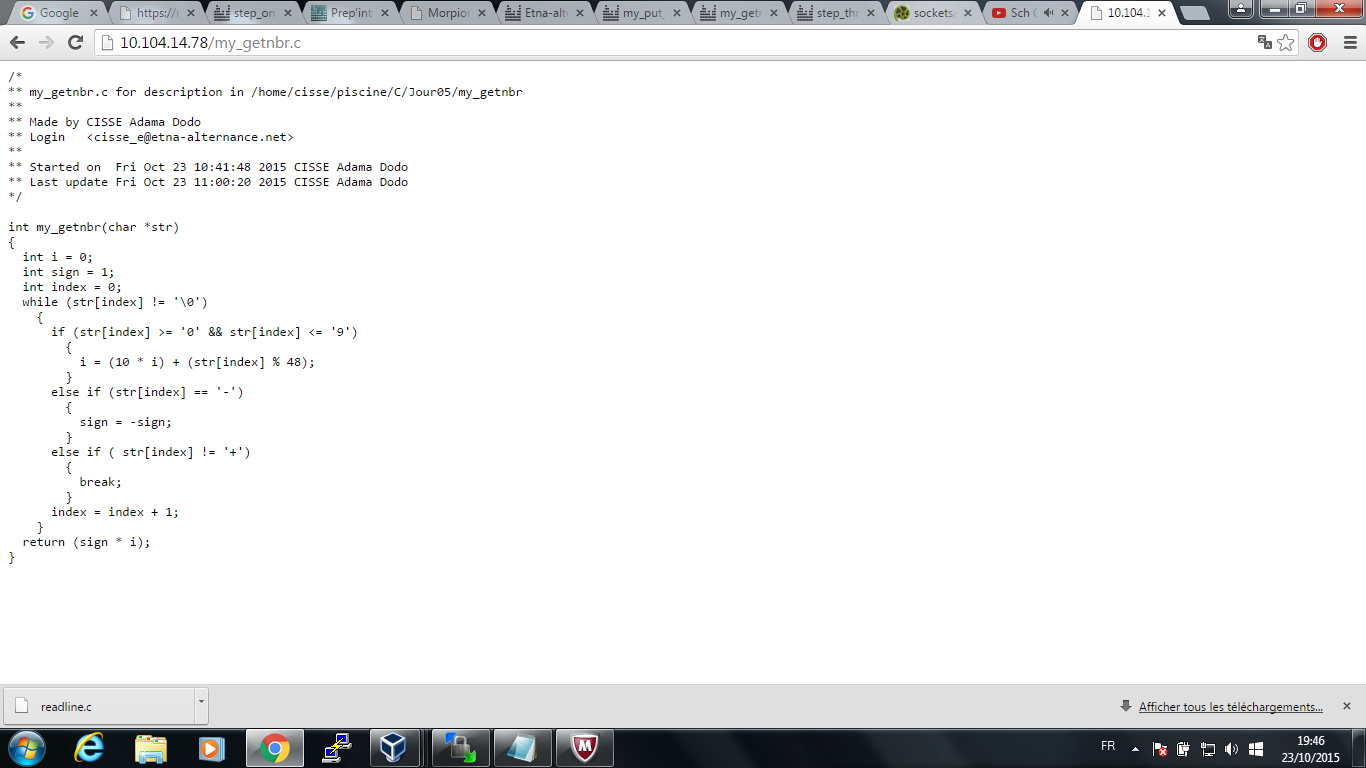 Google
https://r
step_on
Prep'int
Morpion
Etna-alt
my_put_
my_getn
step_thr
sockets/
Sch
10.104.1
10.104.14.78/my_getnbr.c
/*
** my_getnbr.c for description in /home/cisse/piscine/C/Jour05/my_getnbr
**
** Made by CISSE Adama Dodo
** Login   <cisse_e@etna-alternance.net>
**
** Started on  Fri Oct 23 10:41:48 2015 CISSE Adama Dodo
** Last update Fri Oct 23 11:00:20 2015 CISSE Adama Dodo
*/
int my_getnbr(char *str)
{
  int i = 0;
  int sign = 1;
  int index = 0;
  while (str[index] != '\0')
    {
      if (str[index] >= '0' && str[index] <= '9')
        {
          i = (10 * i) + (str[index] % 48);
        }
      else if (str[index] == '-')
        {
          sign = -sign;
        }
      else if ( str[index] != '+')
        {
          break;
        }
      index = index + 1;
    }
  return (sign * i);
}
readline.c
Afficher tous les téléchargements...
FR
19:46
23/10/2015